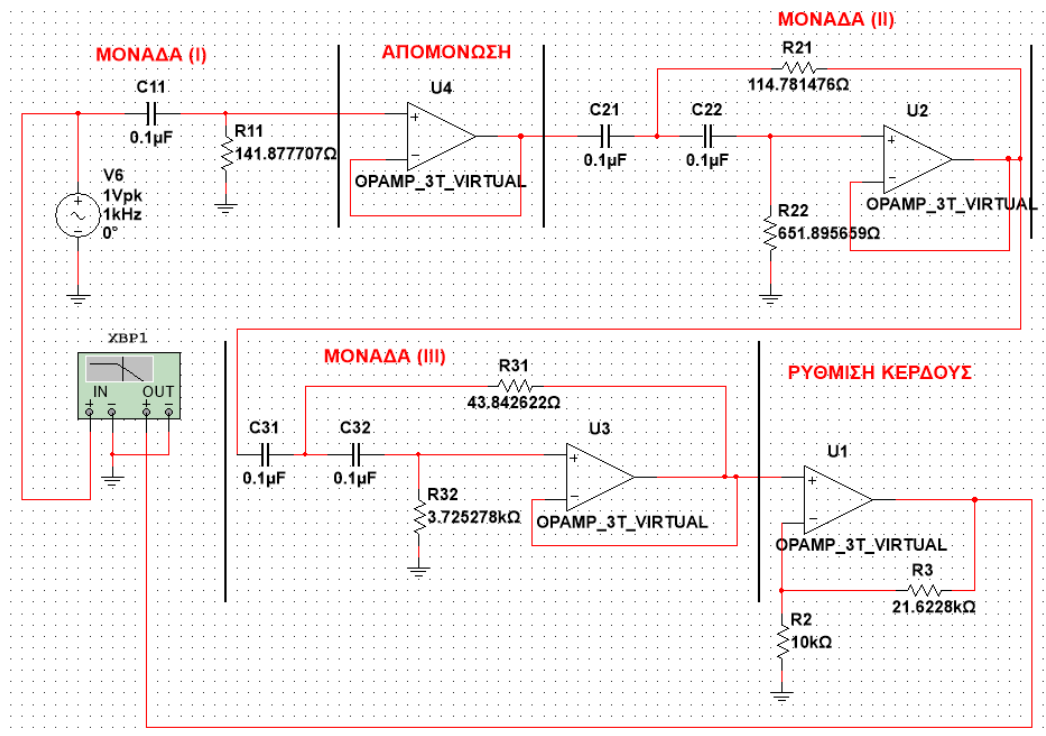 ΜΟΝΑΔΑ (Ι)
ΑΠΟΜΟΝΩΣΗ
ΜΟΝΑΔΑ (ΙΙ)
C11
0.1µF
R11
141.877707Ω
V6
1Vpk
1kHz
0°
U4
+
−
OPAMP_3T_VIRTUAL
C21
0.1µF
C22
0.1µF
R21
114.781476Ω
R22
651.895659Ω
U2
+
−
OPAMP_3T_VIRTUAL
XBP1
IN OUT
+ − + −
ΜΟΝΑΔΑ (ΙΙΙ)
ΡΥΘΜΙΣΗ ΚΕΡΔΟΥΣ
R31
43.842622Ω
C31
0.1µF
C32
0.1µF
R32
3.725278kΩ
U3
+
−
OPAMP_3T_VIRTUAL
U1
+
−
OPAMP_3T_VIRTUAL
R3
21.6228kΩ
R2
10kΩ